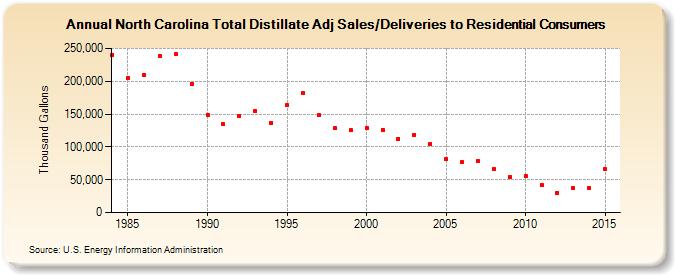 Annual North Carolina Total Distillate Adj Sales/Deliveries to Residential Consumers
Thousand Gallons
250,000
200,000
150,000
100,000
50,000
0
1985 1990 1995 2000 2005 2010 2015
Source: U.S. Energy Information Administration